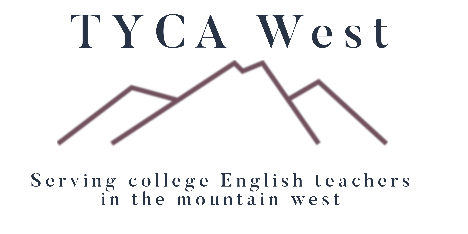 TYCA West
Serving college English teachers
in the mountain west